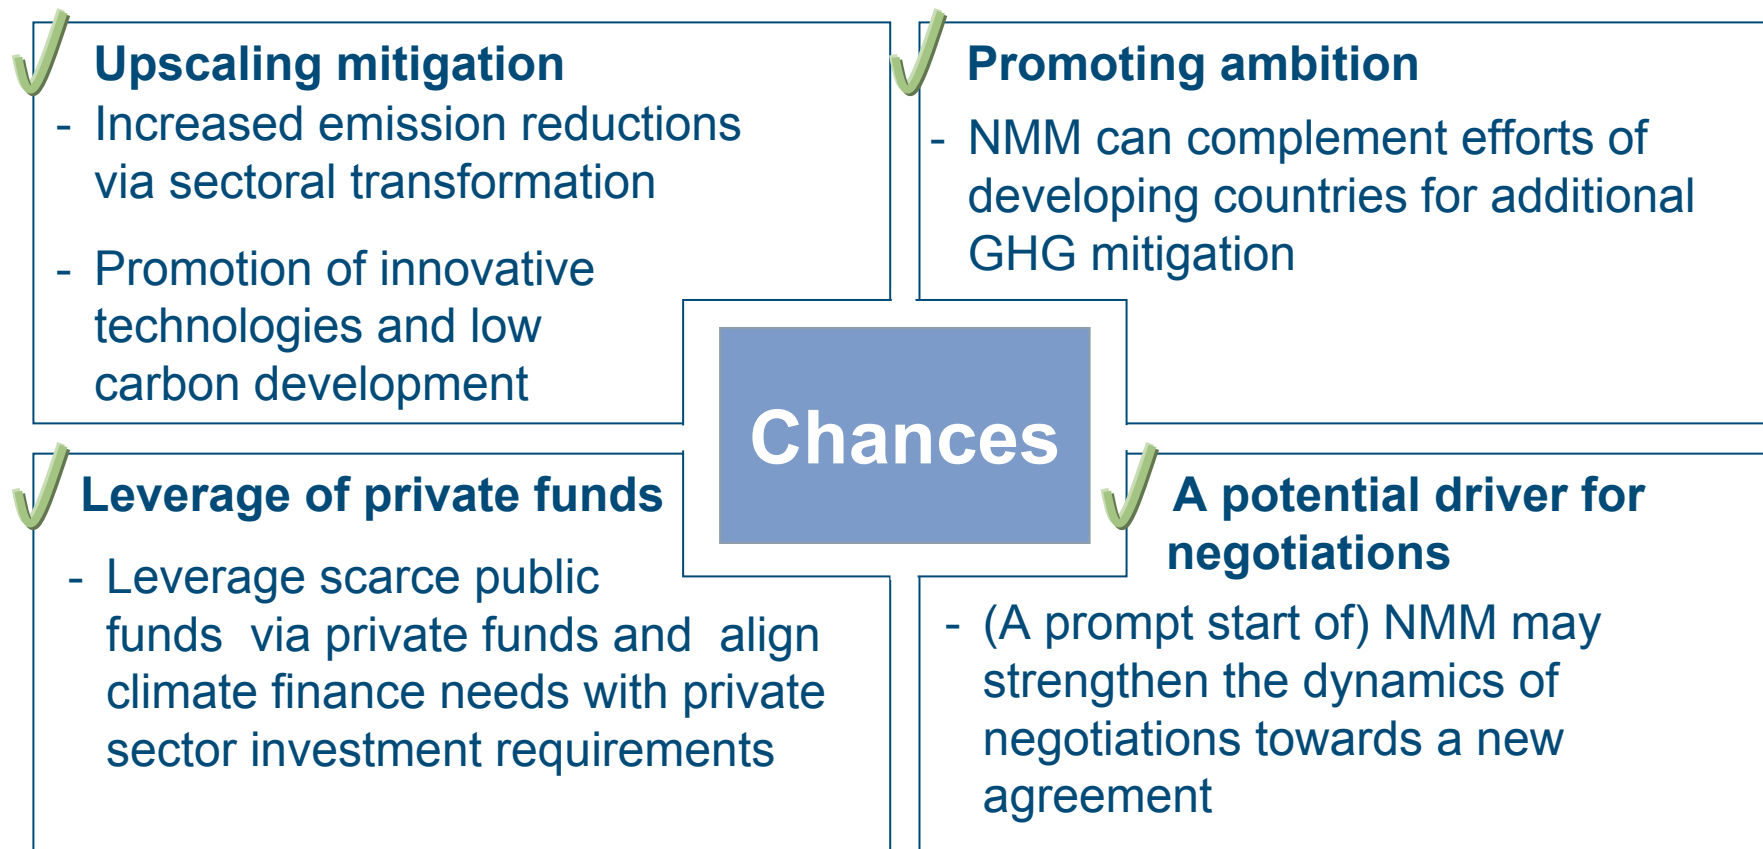 Upscaling mitigation
- Increased emission reductions
via sectoral transformation
- Promotion of innovative
technologies and low
carbon development
Promoting ambition
- NMM can complement efforts of
developing countries for additional
GHG mitigation
Chances
Leverage of private funds
- Leverage scarce public
funds via private funds and align
climate finance needs with private
sector investment requirements
A potential driver for
negotiations
- (A prompt start of) NMM may
strengthen the dynamics of
negotiations towards a new
agreement